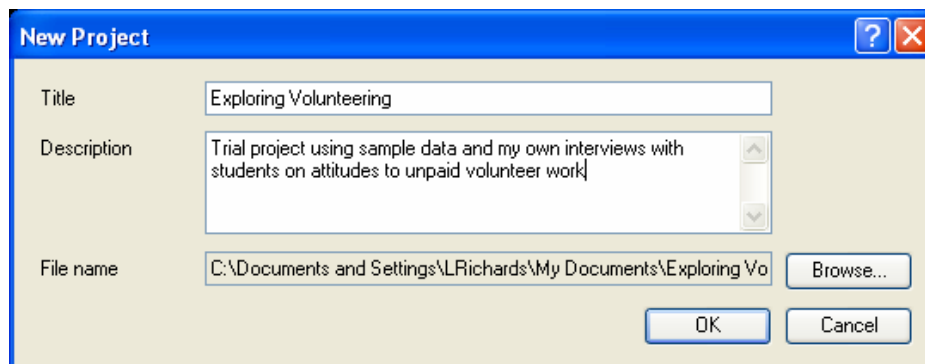 New Project
Title
Exploring Volunteering
Description
Trial project using sample data and my own interviews with
students on attitudes to unpaid volunteer work
File name
C:\Documents and Settings\LRichards\My Documents\Exploring Vo
Browse...
OK
Cancel